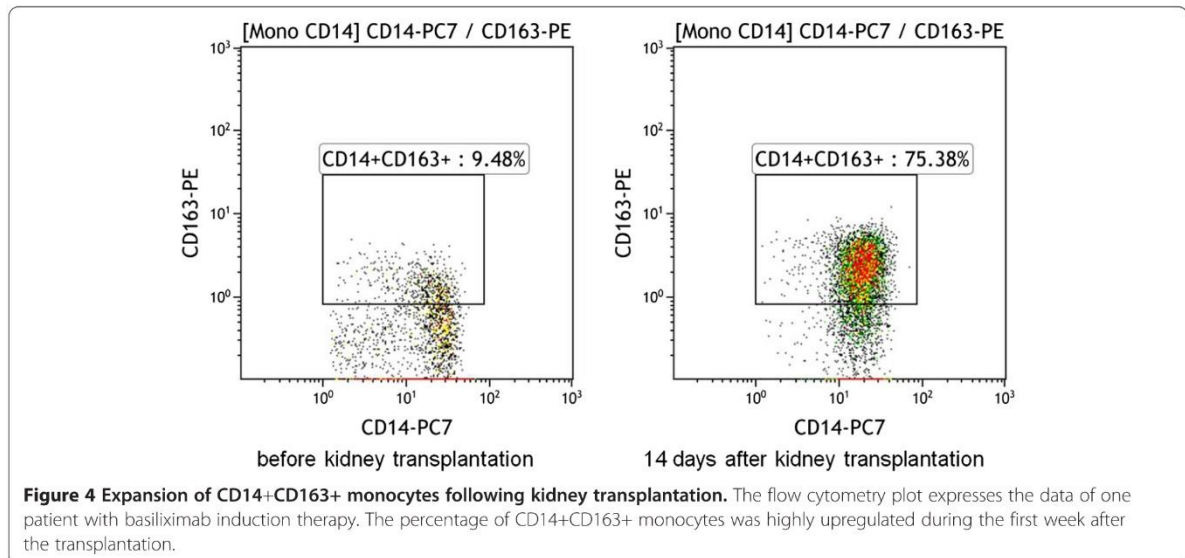 [Mono CD14] CD14-PC7 / CD163-PE
[Mono CD14] CD14-PC7 / CD163-PE
10³
10²
10¹
10⁰
CD163-PE
CD14+CD163+ : 9.48%
10⁰
10¹
10²
10³
CD14-PC7
before kidney transplantation
10³
10²
10¹
10⁰
CD163-PE
CD14+CD163+ : 75.38%
10⁰
10¹
10²
10³
CD14-PC7
14 days after kidney transplantation
Figure 4 Expansion of CD14+CD163+ monocytes following kidney transplantation. The flow cytometry plot expresses the data of one
patient with basiliximab induction therapy. The percentage of CD14+CD163+ monocytes was highly upregulated during the first week after
the transplantation.